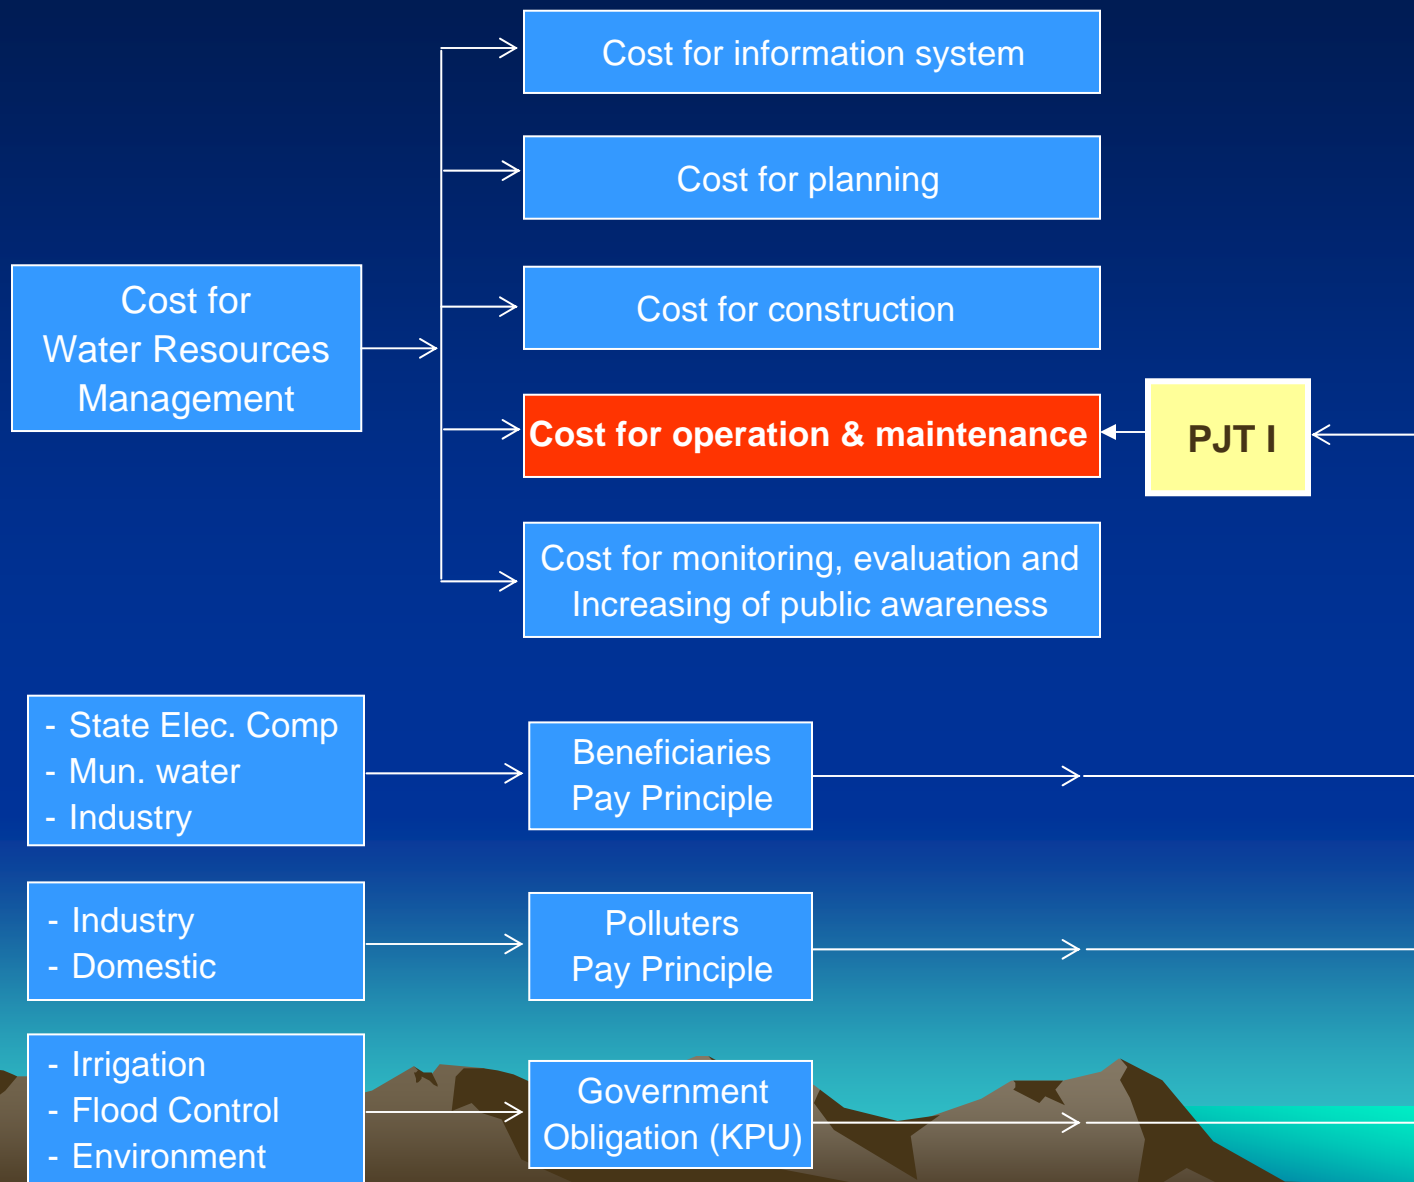 Cost for information system
Cost for planning
Cost for
Water Resources
Management
Cost for construction
Cost for operation & maintenance
PJT I
Cost for monitoring, evaluation and
Increasing of public awareness
- State Elec. Comp
- Mun. water
- Industry
Beneficiaries
Pay Principle
- Industry
- Domestic
Polluters
Pay Principle
- Irrigation
- Flood Control
- Environment
Government
Obligation (KPU)